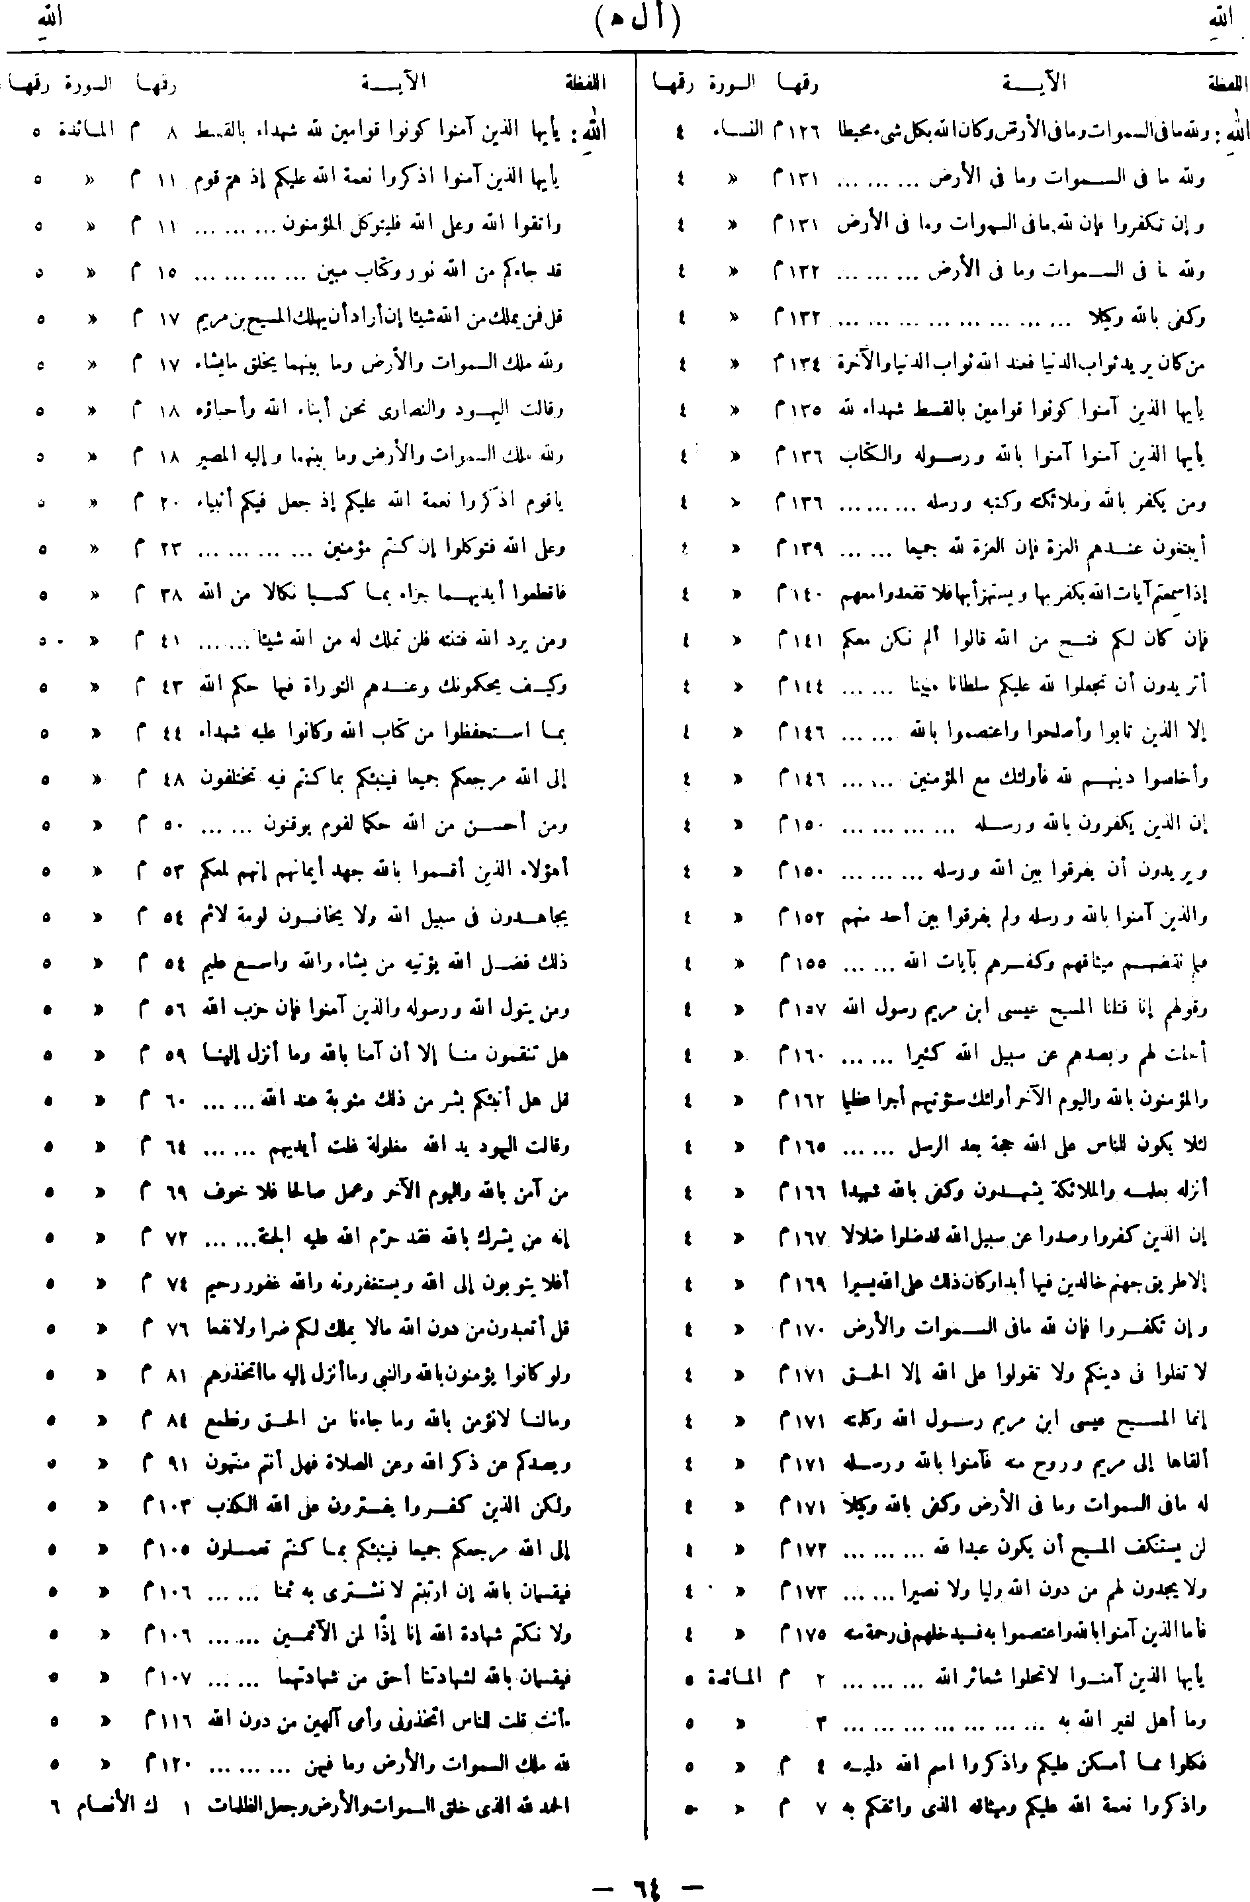 اللهِ (أ ل ه) اللهِ
اللفظة الآيــة رقمها السورة رقمها
اللهِ: ولله ما فى السموات وما فى الأرض وكان الله بكل شىء محيطا ١٢٦ م النساء ٤
ولله ما فى السموات وما فى الأرض ... ... ... ١٣١ م » ٤
وإن تكفروا فإن لله ما فى السموات وما فى الأرض ١٣١ م » ٤
ولله ما فى السموات وما فى الأرض ... ... ... ١٣٢ م » ٤
وكفى بالله وكيلا ... ... ... ... ... ... ... ١٣٢ م » ٤
من كان يريد ثواب الدنيا فعند الله ثواب الدنيا والآخرة ١٣٤ م » ٤
يأيها الذين آمنوا كونوا قوامين بالقسط شهداء لله ١٣٥ م » ٤
يأيها الذين آمنوا آمنوا بالله ورسوله والكتاب ١٣٦ م » ٤
ومن يكفر بالله وملائكته وكتبه ورسله ... ... ... ١٣٦ م » ٤
أيبتغون عندهم العزة فإن العزة لله جميعا ... ... ١٣٩ م » ٤
إذا سمعتم آيات الله يكفر بها ويستهزأ بها فلا تقعدوا معهم ١٤٠ م » ٤
فإن كان لكم فتح من الله قالوا ألم نكن معكم ١٤١ م » ٤
أتريدون أن تجعلوا لله عليكم سلطانا مبينا ... ... ١٤٤ م » ٤
إلا الذين تابوا وأصلحوا واعتصموا بالله ... ... ١٤٦ م » ٤
وأخلصوا دينهم لله فأولئك مع المؤمنين ... ... ١٤٦ م » ٤
إن الذين يكفرون بالله ورسله ... ... ... ... ١٥٠ م » ٤
ويريدون أن يفرقوا بين الله ورسله ... ... ... ١٥٠ م » ٤
والذين آمنوا بالله ورسله ولم يفرقوا بين أحد منهم ١٥٢ م » ٤
فبما نقضهم ميثاقهم وكفرهم بآيات الله ... ... ١٥٥ م » ٤
وقولهم إنا قتلنا المسيح عيسى ابن مريم رسول الله ١٥٧ م » ٤
أحلت لهم وبصدهم عن سبيل الله كثيرا ... ... ١٦٠ م » ٤
والمؤمنون بالله واليوم الآخر أولئك سنؤتيهم أجرا عظيما ١٦٢ م » ٤
لئلا يكون للناس على الله حجة بعد الرسل ... ... ١٦٥ م » ٤
أنزله بعلمه والملائكة يشهدون وكفى بالله شهيدا ١٦٦ م » ٤
إن الذين كفروا وصدوا عن سبيل الله قد ضلوا ضلالا ١٦٧ م » ٤
إلا طريق جهنم خالدين فيها أبدا وكان ذلك على الله يسيرا ١٦٩ م » ٤
وإن تكفروا فإن لله ما فى السموات والأرض ١٧٠ م » ٤
لا تغلوا فى دينكم ولا تقولوا على الله إلا الحق ١٧١ م » ٤
إنما المسيح عيسى ابن مريم رسول الله وكلمته ١٧١ م » ٤
ألقاها إلى مريم وروح منه فآمنوا بالله ورسله ١٧١ م » ٤
له ما فى السموات وما فى الأرض وكفى بالله وكيلاً ١٧١ م » ٤
لن يستنكف المسيح أن يكون عبدا لله ... ... ... ١٧٢ م » ٤
ولا يجدون لهم من دون الله وليا ولا نصيرا ... ... ١٧٣ م » ٤
فأما الذين آمنوا بالله واعتصموا به فسيدخلهم فى رحمة منه ١٧٥ م » ٤
يأيها الذين آمنوا لا تحلوا شعائر الله ... ... ... ٢ م المائدة ٥
وما أهل لغير الله به ... ... ... ... ... ... ... ٣ » ٥
فكلوا مما أمسكن عليكم واذكروا اسم الله عليه ٤ م » ٥
واذكروا نعمة الله عليكم وميثاقه الذى واثقكم به ٧ م » ٥
اللفظة الآيــة رقمها السورة رقمها
اللهِ: يأيها الذين آمنوا كونوا قوامين لله شهداء بالقسط ٨ م المائدة ٥
يأيها الذين آمنوا اذكروا نعمة الله عليكم إذ همّ قوم ١١ م » ٥
واتقوا الله وعلى الله فليتوكل المؤمنون ... ... ... ١١ م » ٥
قد جاءكم من الله نور وكتاب مبين ... ... ... ... ١٥ م » ٥
قل فمن يملك من الله شيئا إن أراد أن يهلك المسيح بن مريم ١٧ م » ٥
ولله ملك السموات والأرض وما بينهما يخلق ما يشاء ١٧ م » ٥
وقالت اليهود والنصارى نحن أبناء الله وأحباؤه ١٨ م » ٥
ولله ملك السموات والأرض وما بينهما وإليه المصير ١٨ م » ٥
يا قوم اذكروا نعمة الله عليكم إذ جعل فيكم أنبياء ٢٠ م » ٥
وعلى الله فتوكلوا إن كنتم مؤمنين ... ... ... ... ٢٣ م » ٥
فاقطعوا أيديهما جزاء بما كسبا نكالا من الله ٣٨ م » ٥
ومن يرد الله فتنته فلن تملك له من الله شيئا ... ... ٤١ م » ٥
وكيف يحكمونك وعندهم التوراة فيها حكم الله ٤٣ م » ٥
بما استحفظوا من كتاب الله وكانوا عليه شهداء ٤٤ م » ٥
إلى الله مرجعكم جميعا فينبئكم بما كنتم فيه تختلفون ٤٨ م » ٥
ومن أحسن من الله حكما لقوم يوقنون ... ... ٥٠ م » ٥
أهؤلاء الذين أقسموا بالله جهد أيمانهم إنهم لمعكم ٥٣ م » ٥
يجاهدون فى سبيل الله ولا يخافون لومة لائم ٥٤ م » ٥
ذلك فضل الله يؤتيه من يشاء والله واسع عليم ٥٤ م » ٥
ومن يتول الله ورسوله والذين آمنوا فإن حزب الله ٥٦ م » ٥
هل تنقمون منا إلا أن آمنا بالله وما أنزل إلينا ٥٩ م » ٥
قل هل أنبئكم بشر من ذلك مثوبة عند الله ... ... ٦٠ م » ٥
وقالت اليهود يد الله مغلولة غلت أيديهم ... ... ٦٤ م » ٥
من آمن بالله واليوم الآخر وعمل صالحا فلا خوف ٦٩ م » ٥
إنه من يشرك بالله فقد حرّم الله عليه الجنة ... ... ٧٢ م » ٥
أفلا يتوبون إلى الله ويستغفرونه والله غفور رحيم ٧٤ م » ٥
قل أتعبدون من دون الله مالا يملك لكم ضرا ولا نفعا ٧٦ م » ٥
ولو كانوا يؤمنون بالله والنبى وما أنزل إليه ما اتخذوهم ٨١ م » ٥
ومالنا لا نؤمن بالله وما جاءنا من الحق ونطمع ٨٤ م » ٥
ويصدكم عن ذكر الله وعن الصلاة فهل أنتم منتهون ٩١ م » ٥
ولكن الذين كفروا يفترون على الله الكذب ١٠٣ م » ٥
إلى الله مرجعكم جميعا فينبئكم بما كنتم تعملون ١٠٥ م » ٥
فيقسمان بالله إن ارتبتم لا نشترى به ثمنا ... ... ١٠٦ م » ٥
ولا نكتم شهادة الله إنا إذًا لمن الآثمين ... ... ١٠٦ م » ٥
فيقسمان بالله لشهادتنا أحق من شهادتهما ... ... ١٠٧ م » ٥
ءأنت قلت للناس اتخذونى وأمى آلهين من دون الله ١١٦ م » ٥
لله ملك السموات والأرض وما فيهن ... ... ... ١٢٠ م » ٥
الحمد لله الذى خلق السموات والأرض وجعل الظلمات ١ ك الأنعام ٦
— ٦٤ —